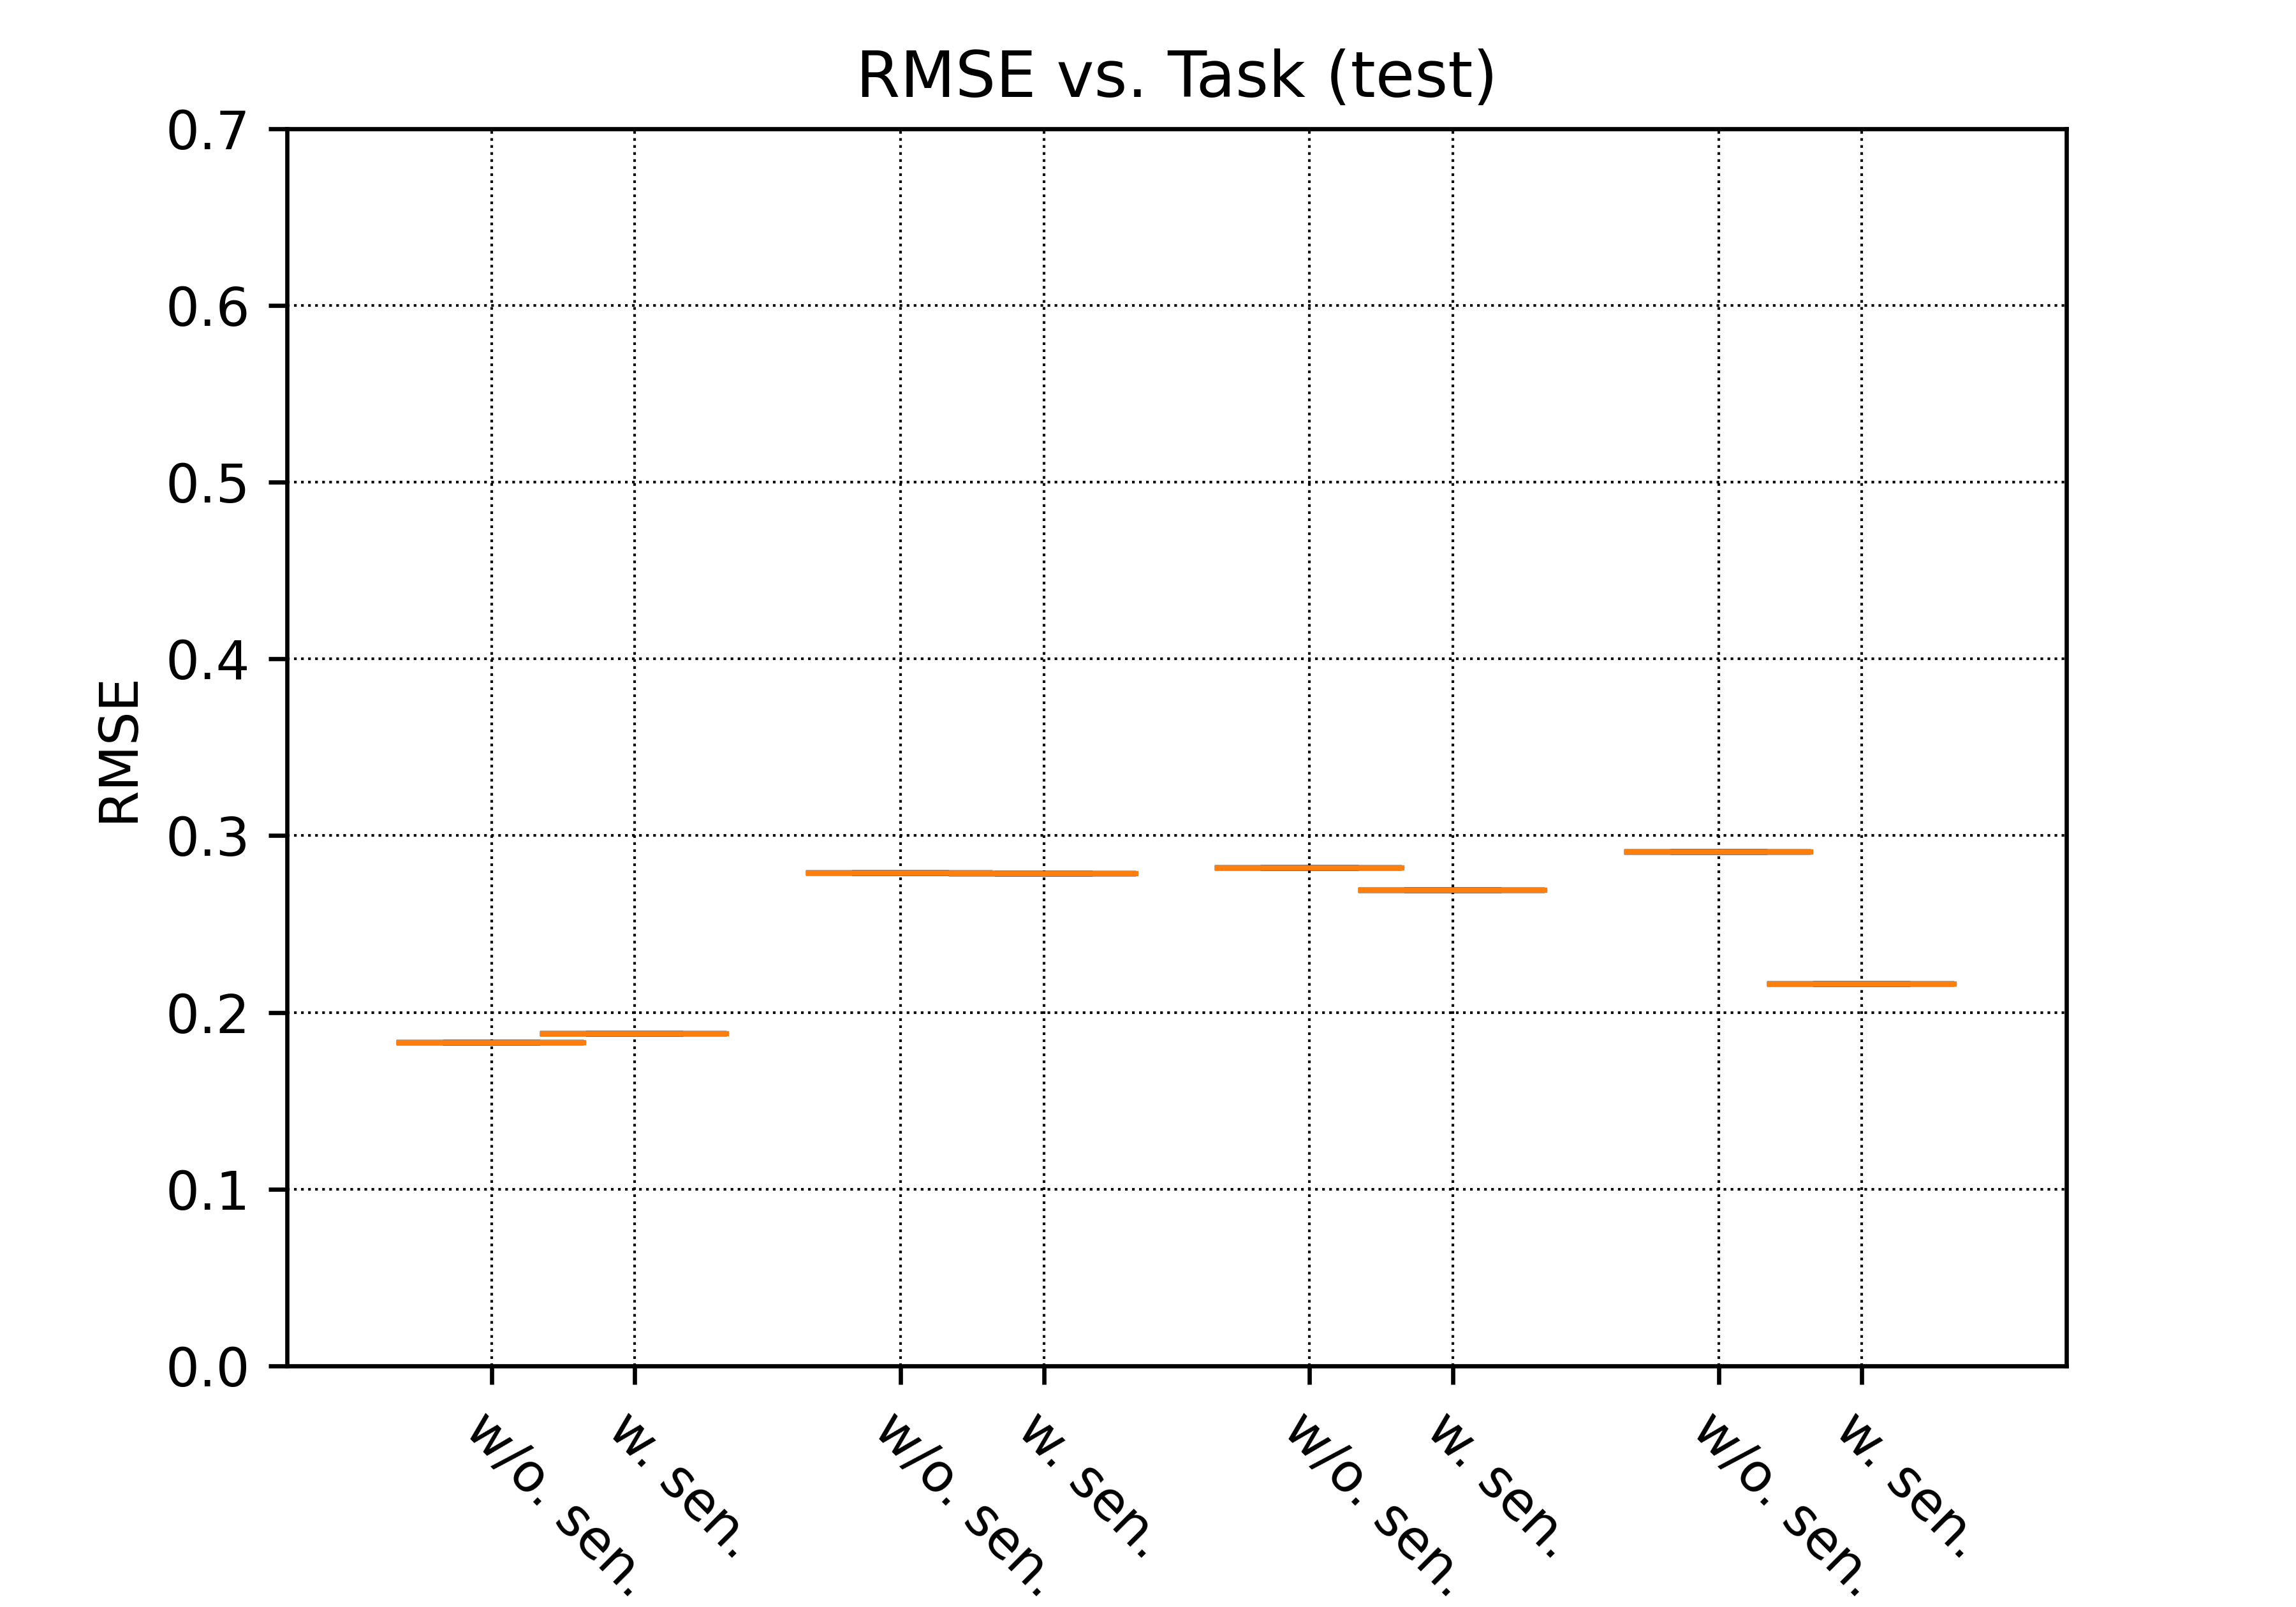 RMSE vs. Task (test)
0.7
0.6
0.5
0.4
0.3
0.2
0.1
0.0
RMSE
w/o. sen.
w. sen.
w/o. sen.
w. sen.
w/o. sen.
w. sen.
w/o. sen.
w. sen.